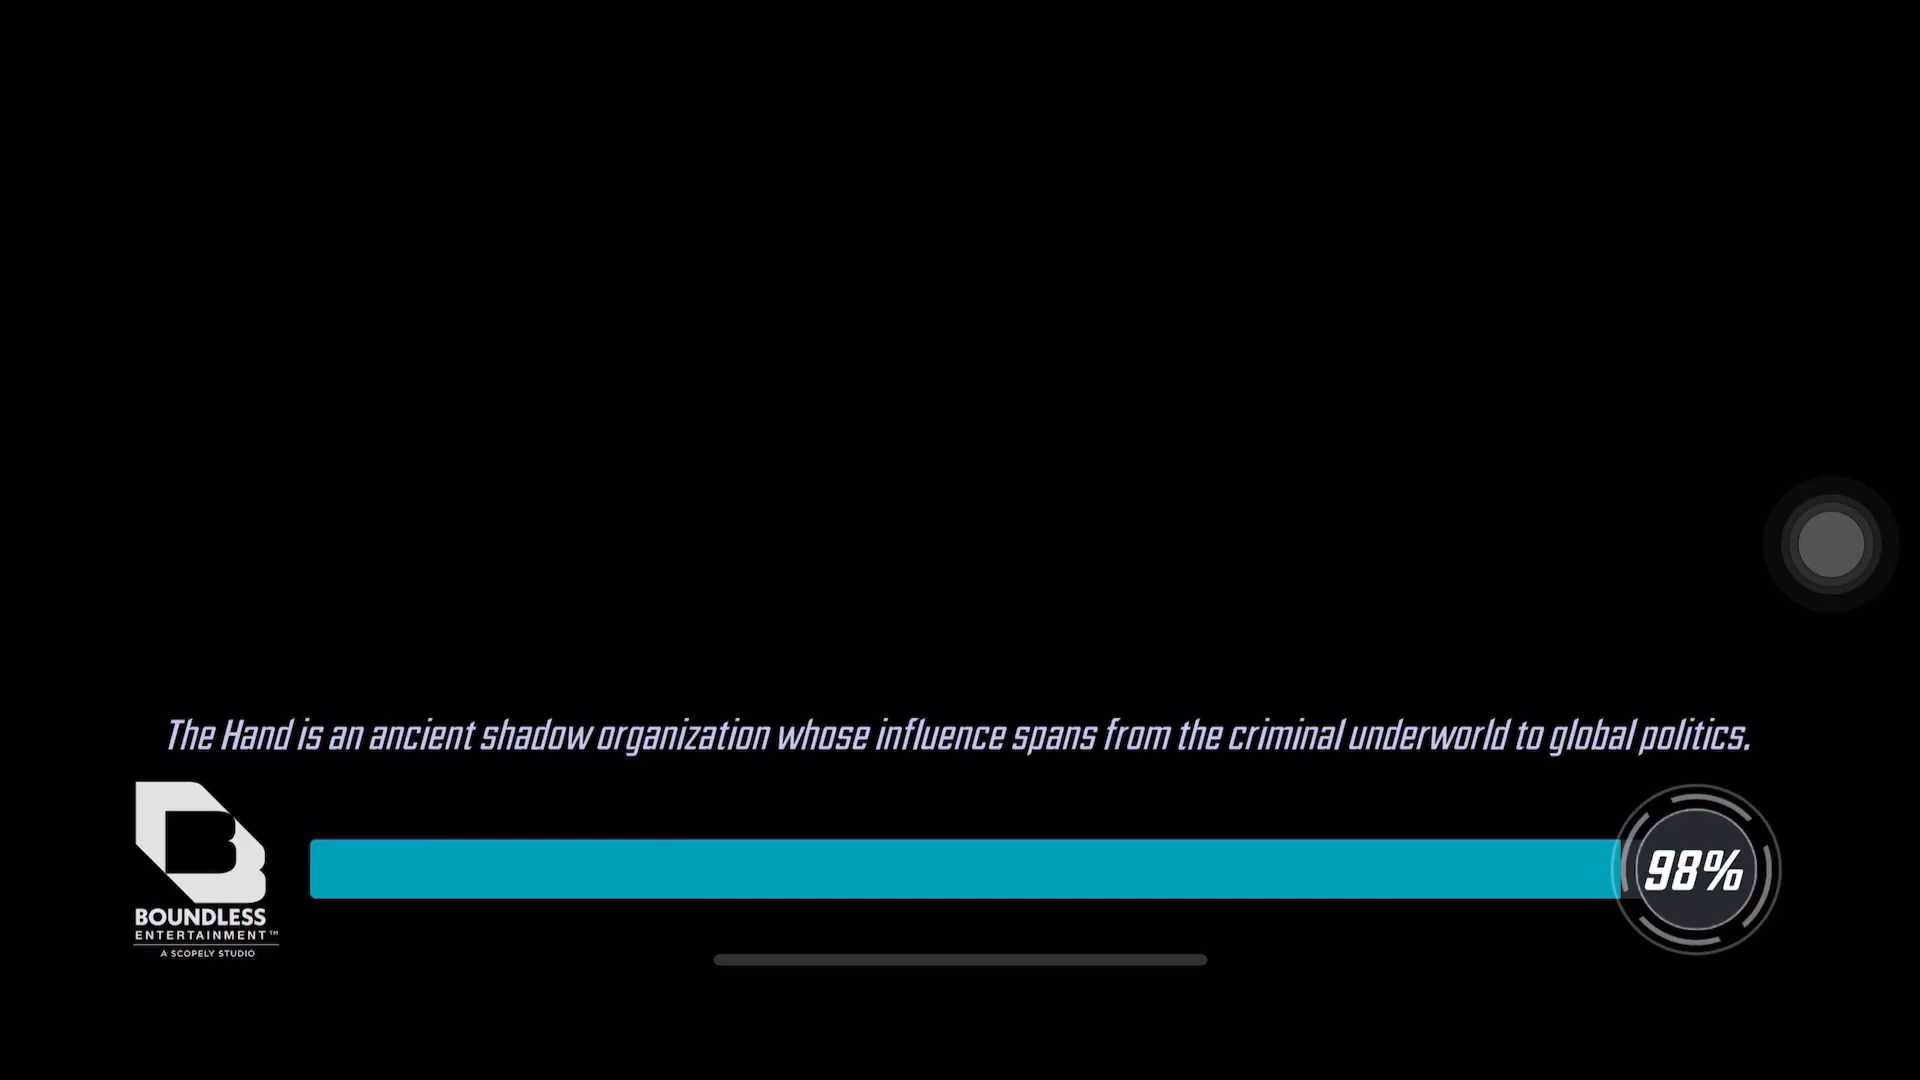 The Hand is an ancient shadow organization whose influence spans from the criminal underworld to global politics.
98%
BOUNDLESS
ENTERTAINMENT™
A SCOPELY STUDIO